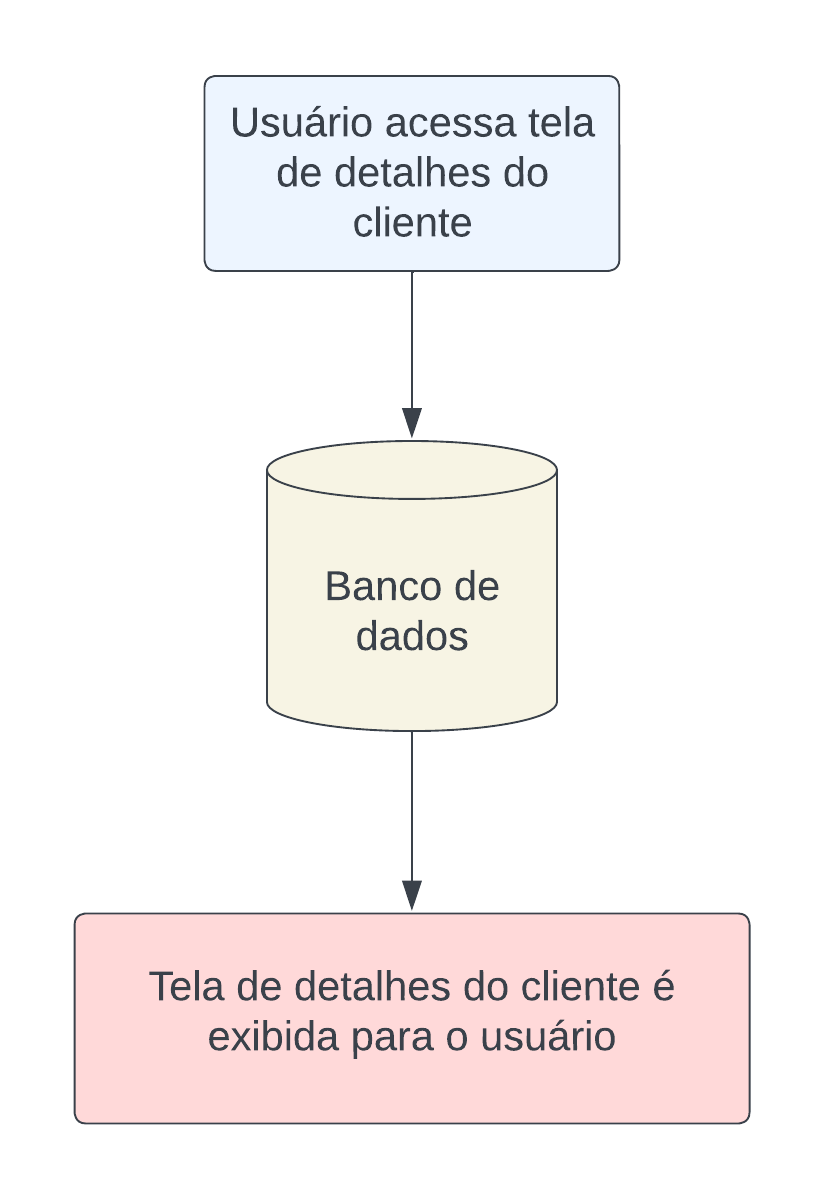 Usuário acessa tela
de detalhes do
cliente
Banco de
dados
Tela de detalhes do cliente é
exibida para o usuário